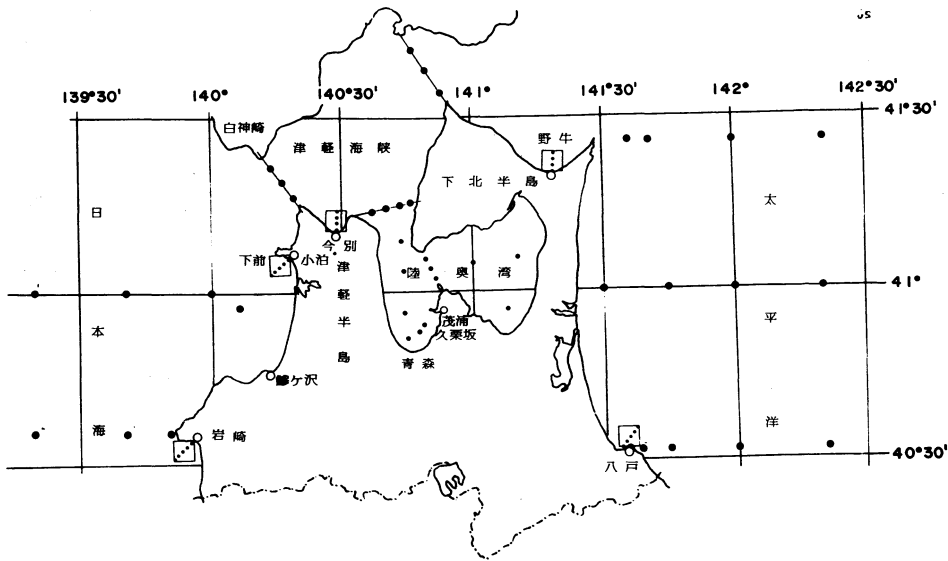 139°30' 140° 140°30' 141° 141°30' 142° 142°30'
41°30'
白神崎
津軽海峡
野牛
下北半島
日本海
太平洋
今別
下前
小泊
津軽半島
陸奥湾
41°
茂浦
久栗坂
青森
鰺ケ沢
岩崎
八戸
40°30'